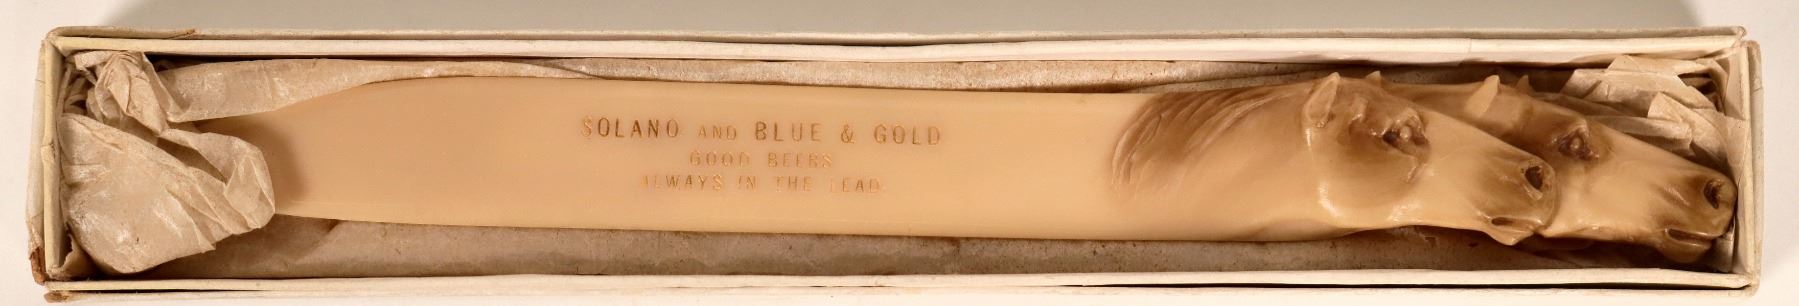 SOLANO AND BLUE & GOLD
GOOD BEERS
ALWAYS IN THE LEAD.